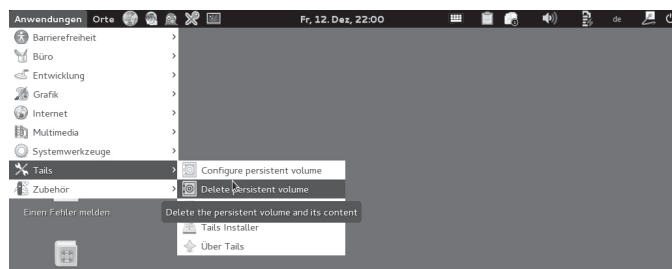 Anwendungen Orte Fr, 12. Dez, 22:00 de
Barrierefreiheit
Büro
Entwicklung
Grafik
Internet
Multimedia
Systemwerkzeuge
Tails
Zubehör
Configure persistent volume
Delete persistent volume
Delete the persistent volume and its content
Tails Installer
Über Tails
Einen Fehler melden